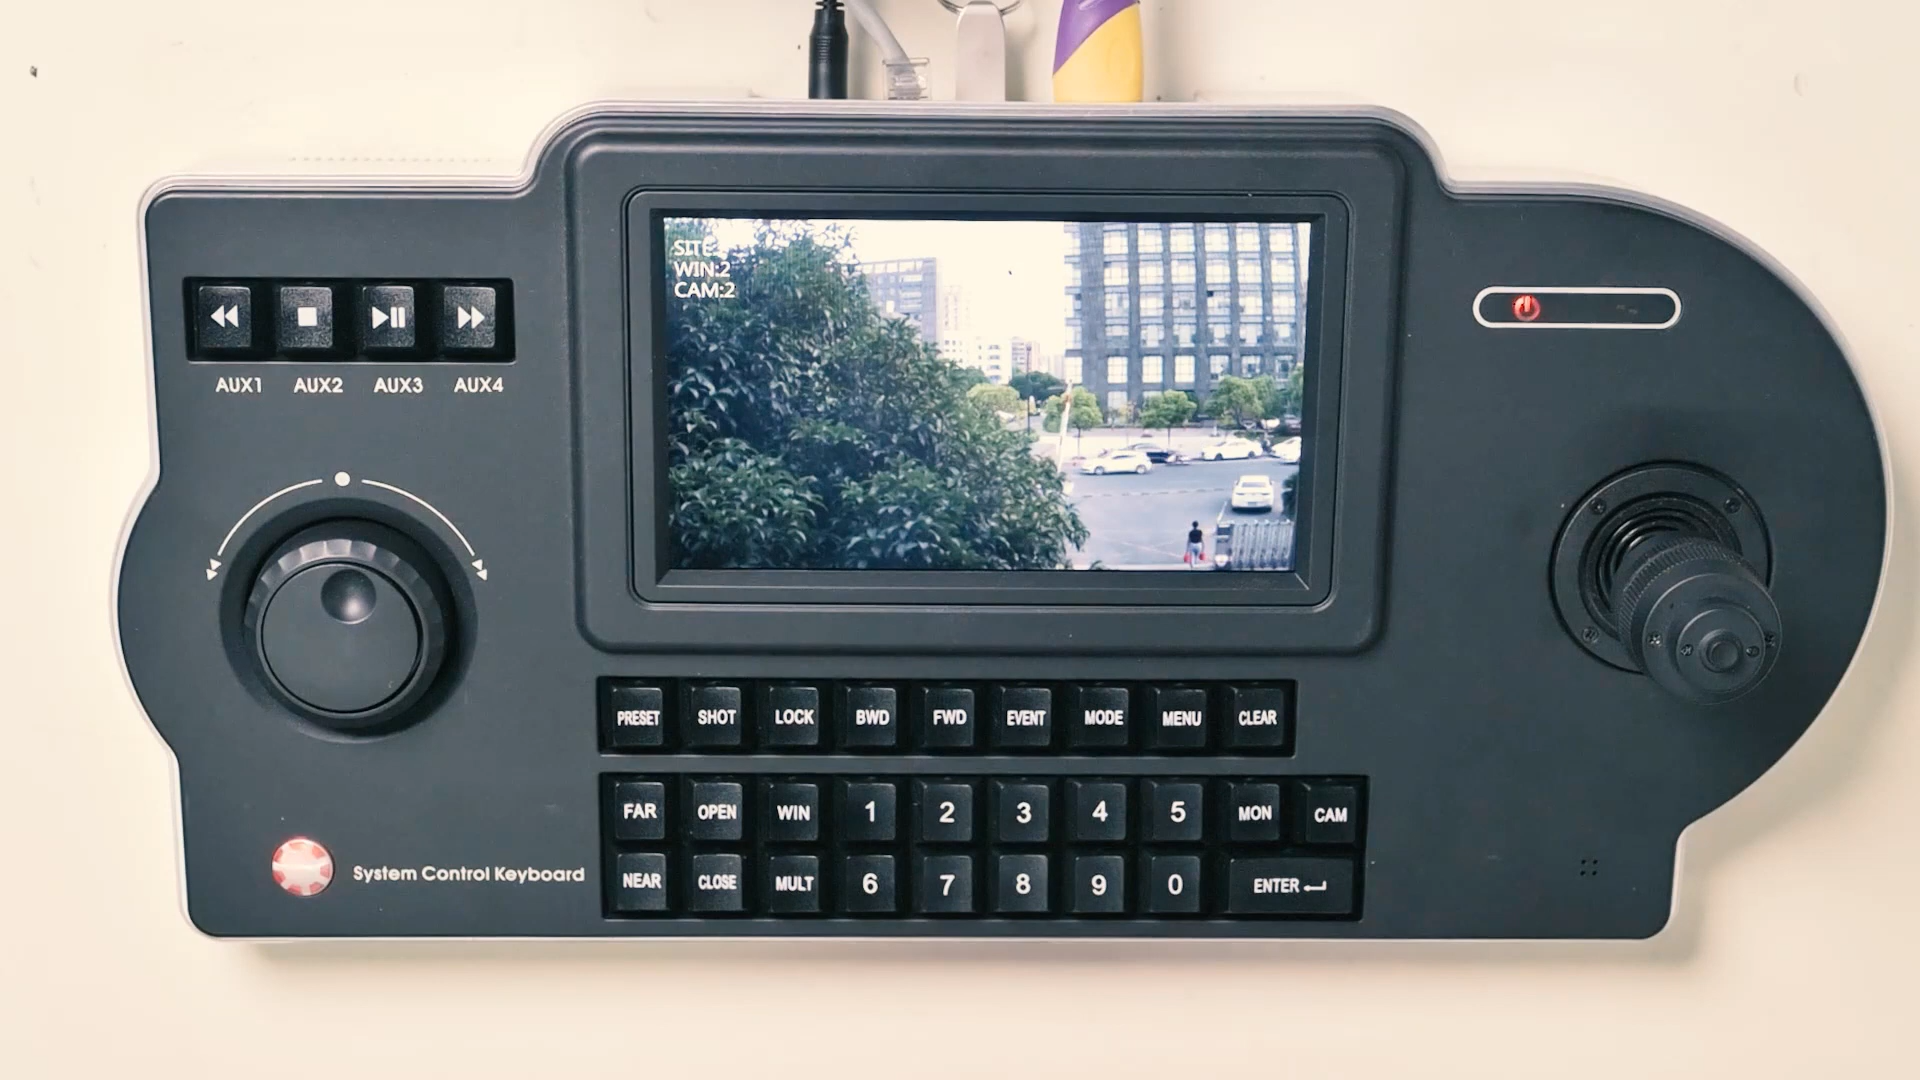 SITE:
WIN:2
CAM:2
AUX1 AUX2 AUX3 AUX4
PRESET SHOT LOCK BWD FWD EVENT MODE MENU CLEAR
FAR OPEN WIN 1 2 3 4 5 MON CAM
NEAR CLOSE MULT 6 7 8 9 0 ENTER
System Control Keyboard